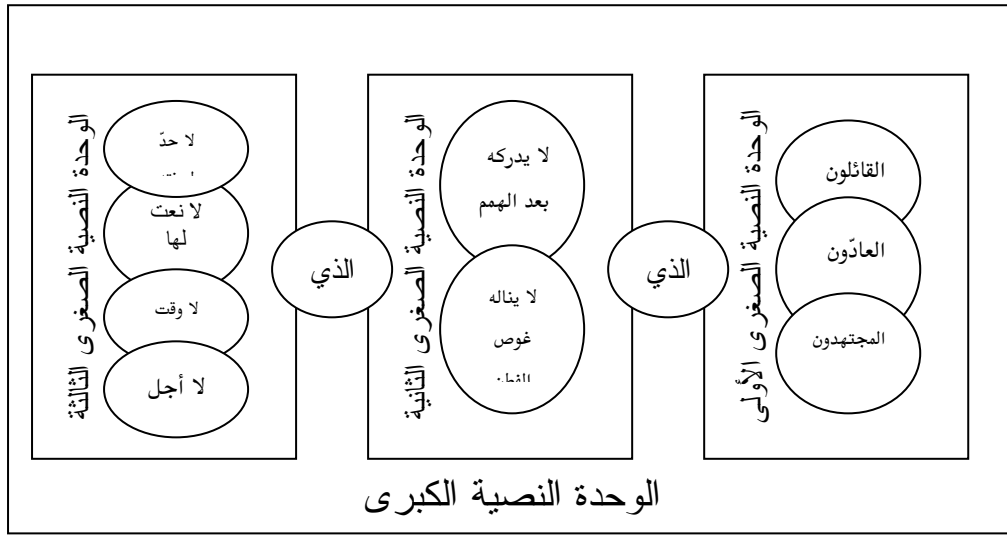 الوحدة النصية الصغرى الأولى
القائلون
العادّون
المجتهدون
الذي
الوحدة النصية الصغرى الثانية
لا يدركه
بعد الهمم
لا يناله
غوص
الذي
الوحدة النصية الصغرى الثالثة
لا حدّ
لا نعت
لها
لا وقت
لا أجل
الوحدة النصية الكبرى